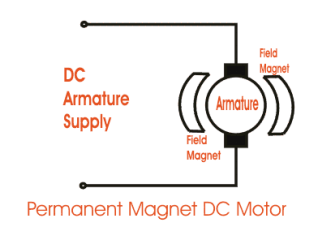 Field
Magnet
DC
Armature
Supply
Armature
Field
Magnet
Permanent Magnet DC Motor